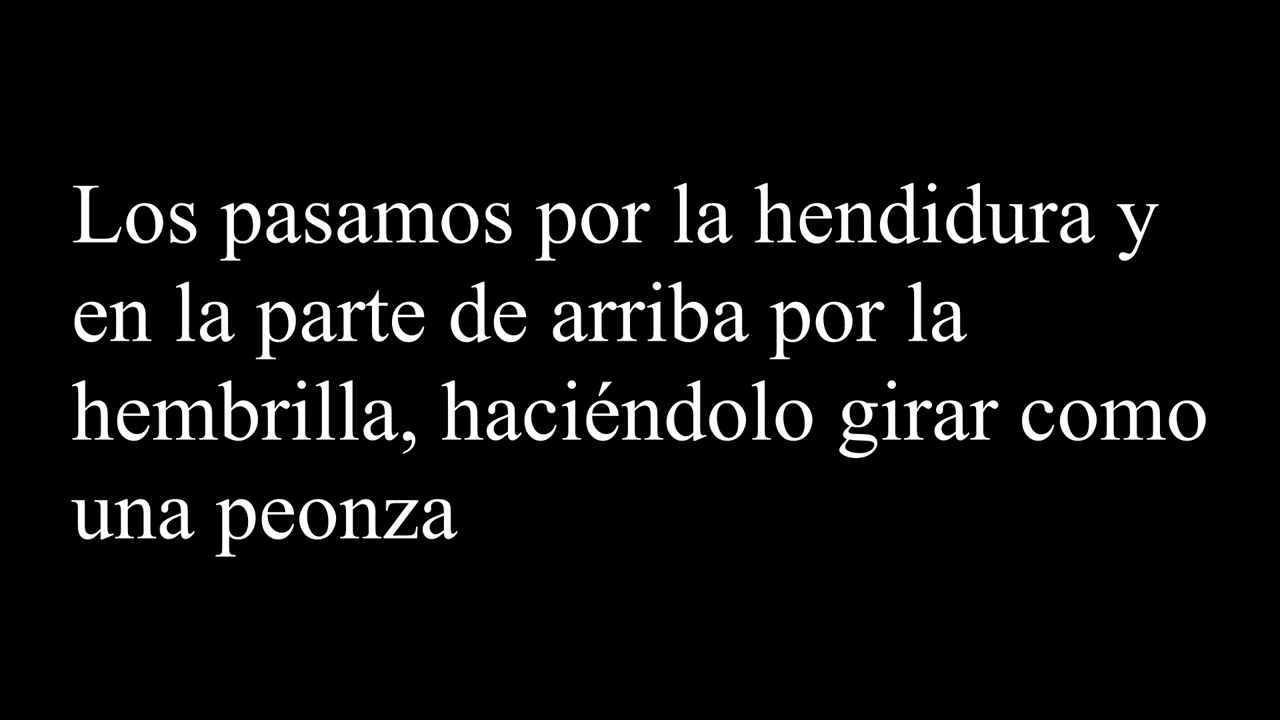 Los pasamos por la hendidura y
en la parte de arriba por la
hembrilla, haciéndolo girar como
una peonza